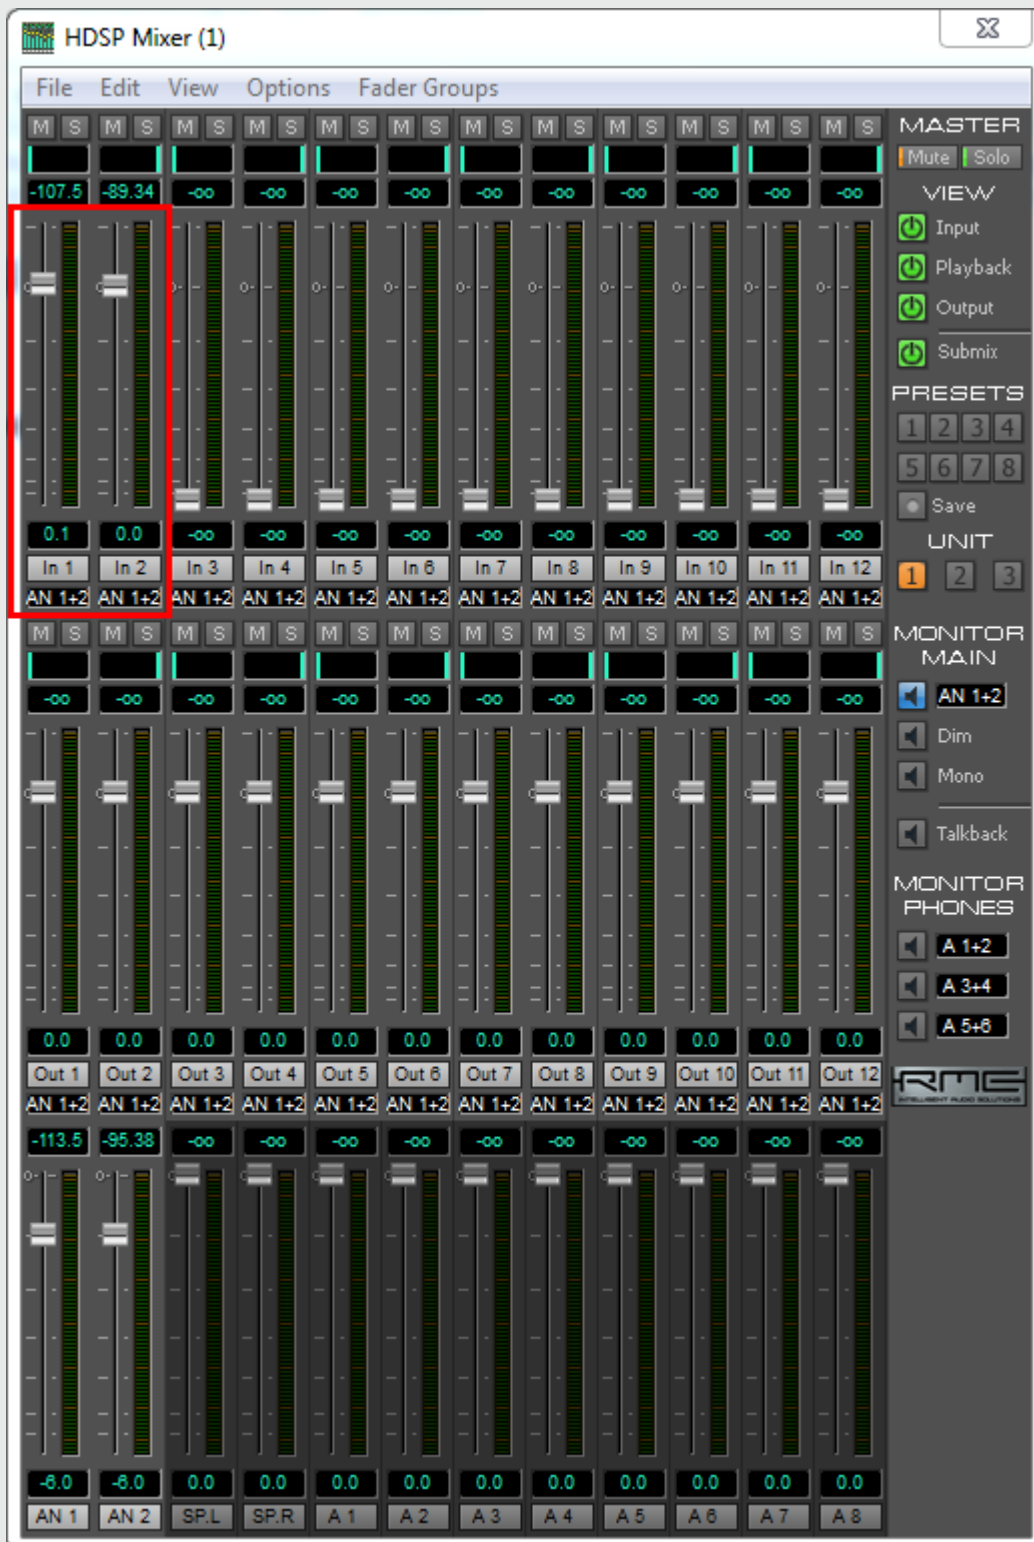 HDSP Mixer (1)
File Edit View Options Fader Groups
M S M S M S M S M S M S M S M S M S M S M S M S
-107.5 -89.34 -oo -oo -oo -oo -oo -oo -oo -oo -oo -oo
0.1 0.0 -oo -oo -oo -oo -oo -oo -oo -oo -oo -oo
In 1 In 2 In 3 In 4 In 5 In 6 In 7 In 8 In 9 In 10 In 11 In 12
AN 1+2 AN 1+2 AN 1+2 AN 1+2 AN 1+2 AN 1+2 AN 1+2 AN 1+2 AN 1+2 AN 1+2 AN 1+2 AN 1+2
M S M S M S M S M S M S M S M S M S M S M S M S
-oo -oo -oo -oo -oo -oo -oo -oo -oo -oo -oo -oo
0.0 0.0 0.0 0.0 0.0 0.0 0.0 0.0 0.0 0.0 0.0 0.0
Out 1 Out 2 Out 3 Out 4 Out 5 Out 6 Out 7 Out 8 Out 9 Out 10 Out 11 Out 12
AN 1+2 AN 1+2 AN 1+2 AN 1+2 AN 1+2 AN 1+2 AN 1+2 AN 1+2 AN 1+2 AN 1+2 AN 1+2 AN 1+2
-113.5 -95.38 -oo -oo -oo -oo -oo -oo -oo -oo -oo -oo
-6.0 -6.0 0.0 0.0 0.0 0.0 0.0 0.0 0.0 0.0 0.0 0.0
AN 1 AN 2 SP.L SP.R A 1 A 2 A 3 A 4 A 5 A 6 A 7 A 8
MASTER
Mute Solo
VIEW
Input
Playback
Output
Submix
PRESETS
1 2 3 4
5 6 7 8
Save
UNIT
1 2 3
MONITOR
MAIN
AN 1+2
Dim
Mono
Talkback
MONITOR
PHONES
A 1+2
A 3+4
A 5+6
RME
INTELLIGENT AUDIO SOLUTIONS